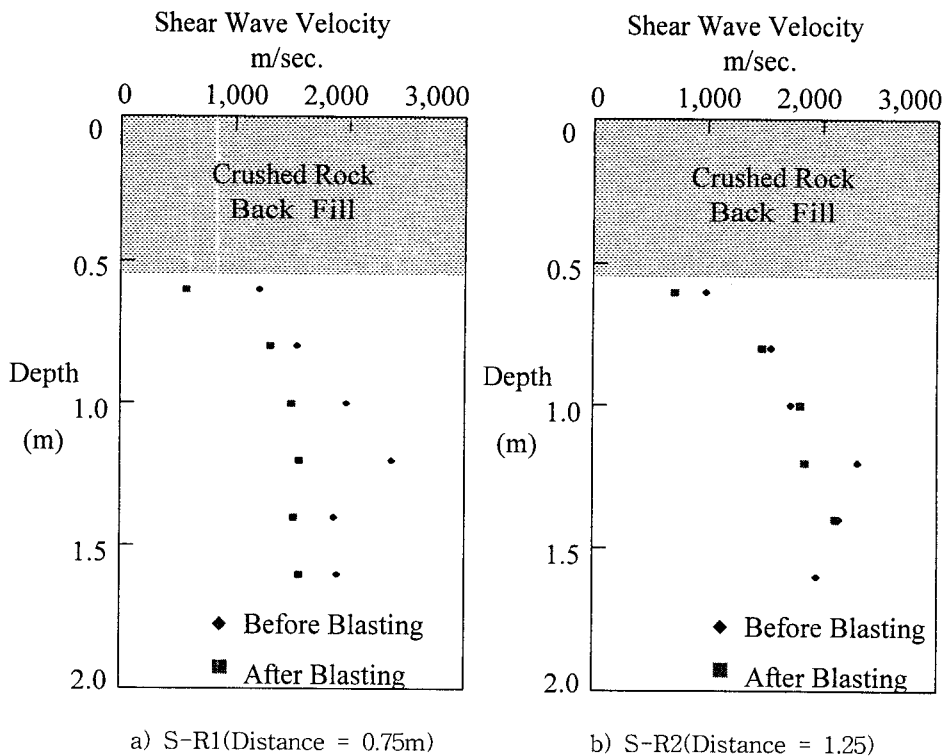 Shear Wave Velocity
m/sec.
0 1,000 2,000 3,000
0
Crushed Rock
Back Fill
0.5
Depth
1.0
(m)
1.5
Before Blasting
After Blasting
2.0
a) S-R1(Distance = 0.75m)
Shear Wave Velocity
m/sec.
0 1,000 2,000 3,000
0
Crushed Rock
Back Fill
0.5
Depth
1.0
(m)
1.5
Before Blasting
After Blasting
2.0
b) S-R2(Distance = 1.25)